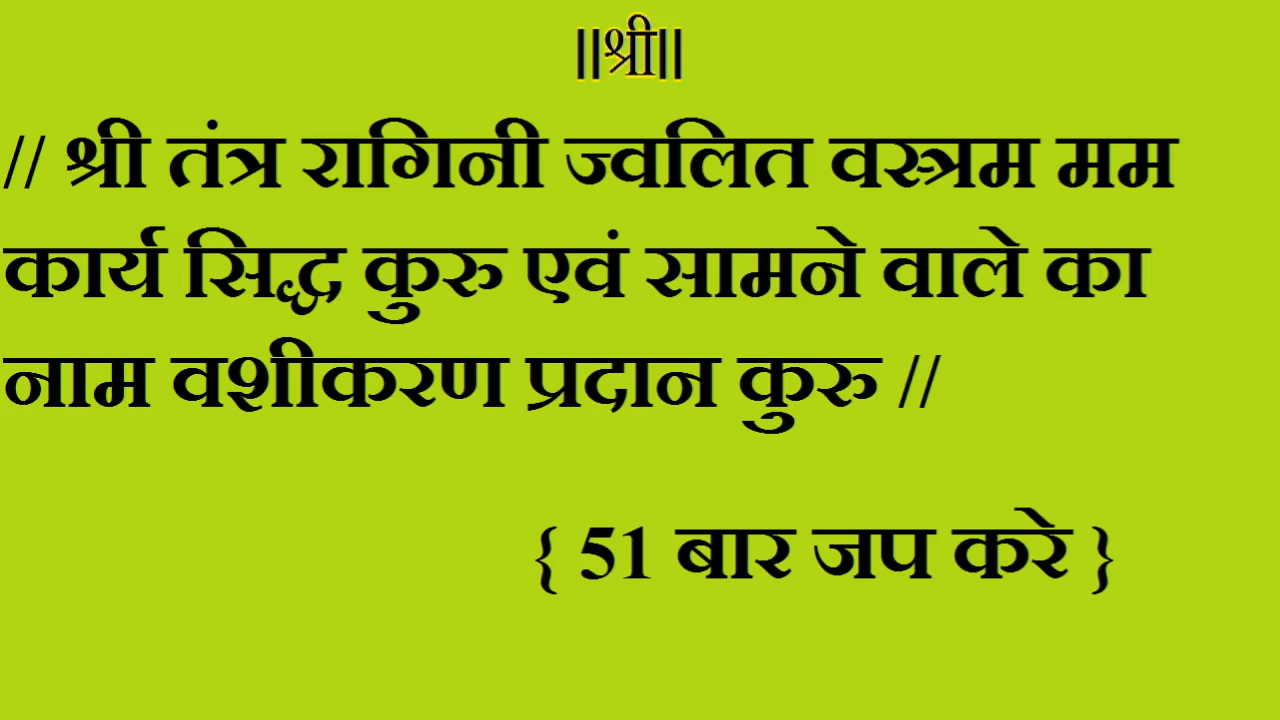 ||श्री||
// श्री तंत्र रागिनी ज्वलित वस्त्रम मम
कार्य सिद्ध कुरु एवं सामने वाले का
नाम वशीकरण प्रदान कुरु //
{ 51 बार जप करे }